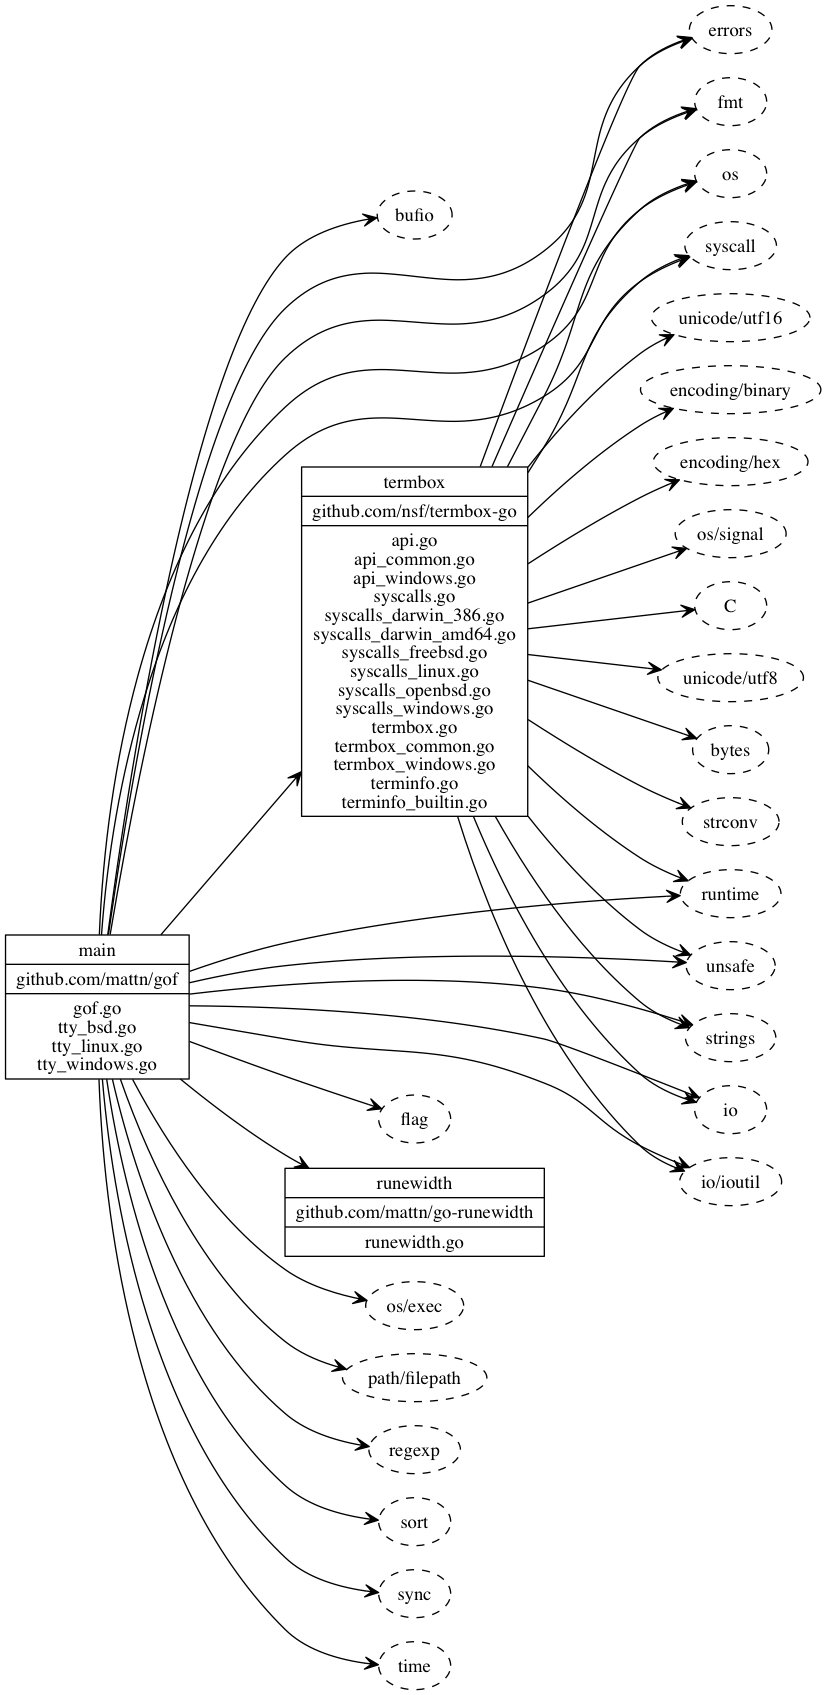 errors
fmt
os
bufio
syscall
unicode/utf16
encoding/binary
encoding/hex
termbox
github.com/nsf/termbox-go
api.go
api_common.go
api_windows.go
syscalls.go
syscalls_darwin_386.go
syscalls_darwin_amd64.go
syscalls_freebsd.go
syscalls_linux.go
syscalls_openbsd.go
syscalls_windows.go
termbox.go
termbox_common.go
termbox_windows.go
terminfo.go
terminfo_builtin.go
os/signal
C
unicode/utf8
bytes
strconv
runtime
main
github.com/mattn/gof
gof.go
tty_bsd.go
tty_linux.go
tty_windows.go
unsafe
strings
io
flag
io/ioutil
runewidth
github.com/mattn/go-runewidth
runewidth.go
os/exec
path/filepath
regexp
sort
sync
time